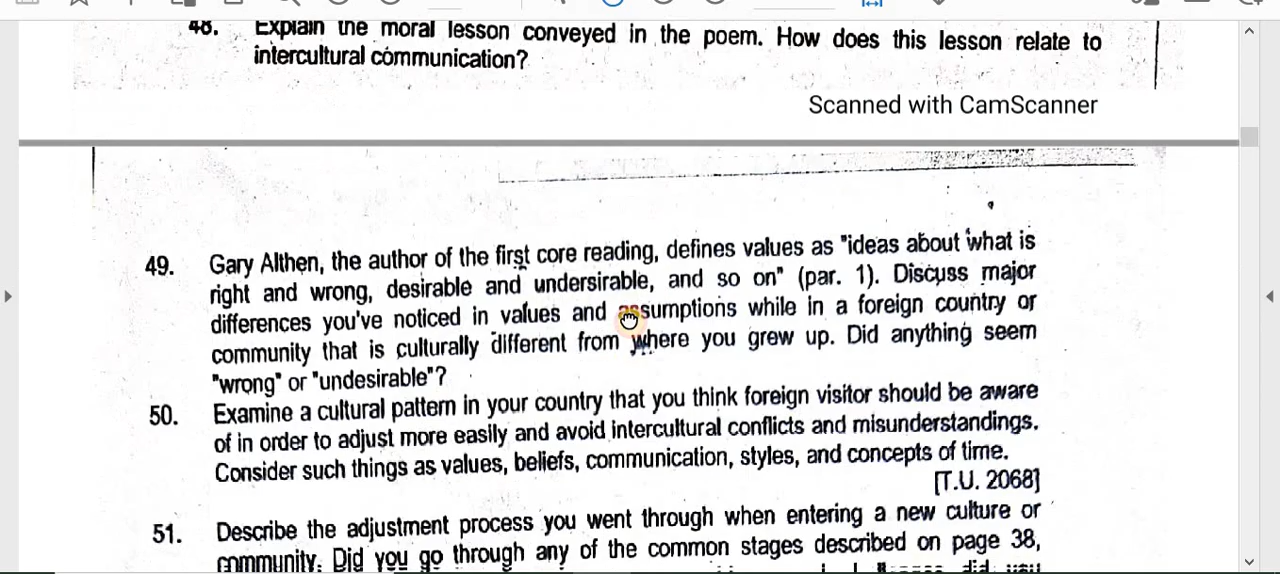 48. Explain the moral lesson conveyed in the poem. How does this lesson relate to
intercultural communication?
Scanned with CamScanner
49. Gary Althen, the author of the first core reading, defines values as "ideas about what is
right and wrong, desirable and undersirable, and so on" (par. 1). Discuss major
differences you've noticed in values and assumptions while in a foreign country or
community that is culturally different from where you grew up. Did anything seem
"wrong" or "undesirable"?
50. Examine a cultural pattern in your country that you think foreign visitor should be aware
of in order to adjust more easily and avoid intercultural conflicts and misunderstandings.
Consider such things as values, beliefs, communication, styles, and concepts of time.
[T.U. 2068]
51. Describe the adjustment process you went through when entering a new culture or
community. Did you go through any of the common stages described on page 38,
did you